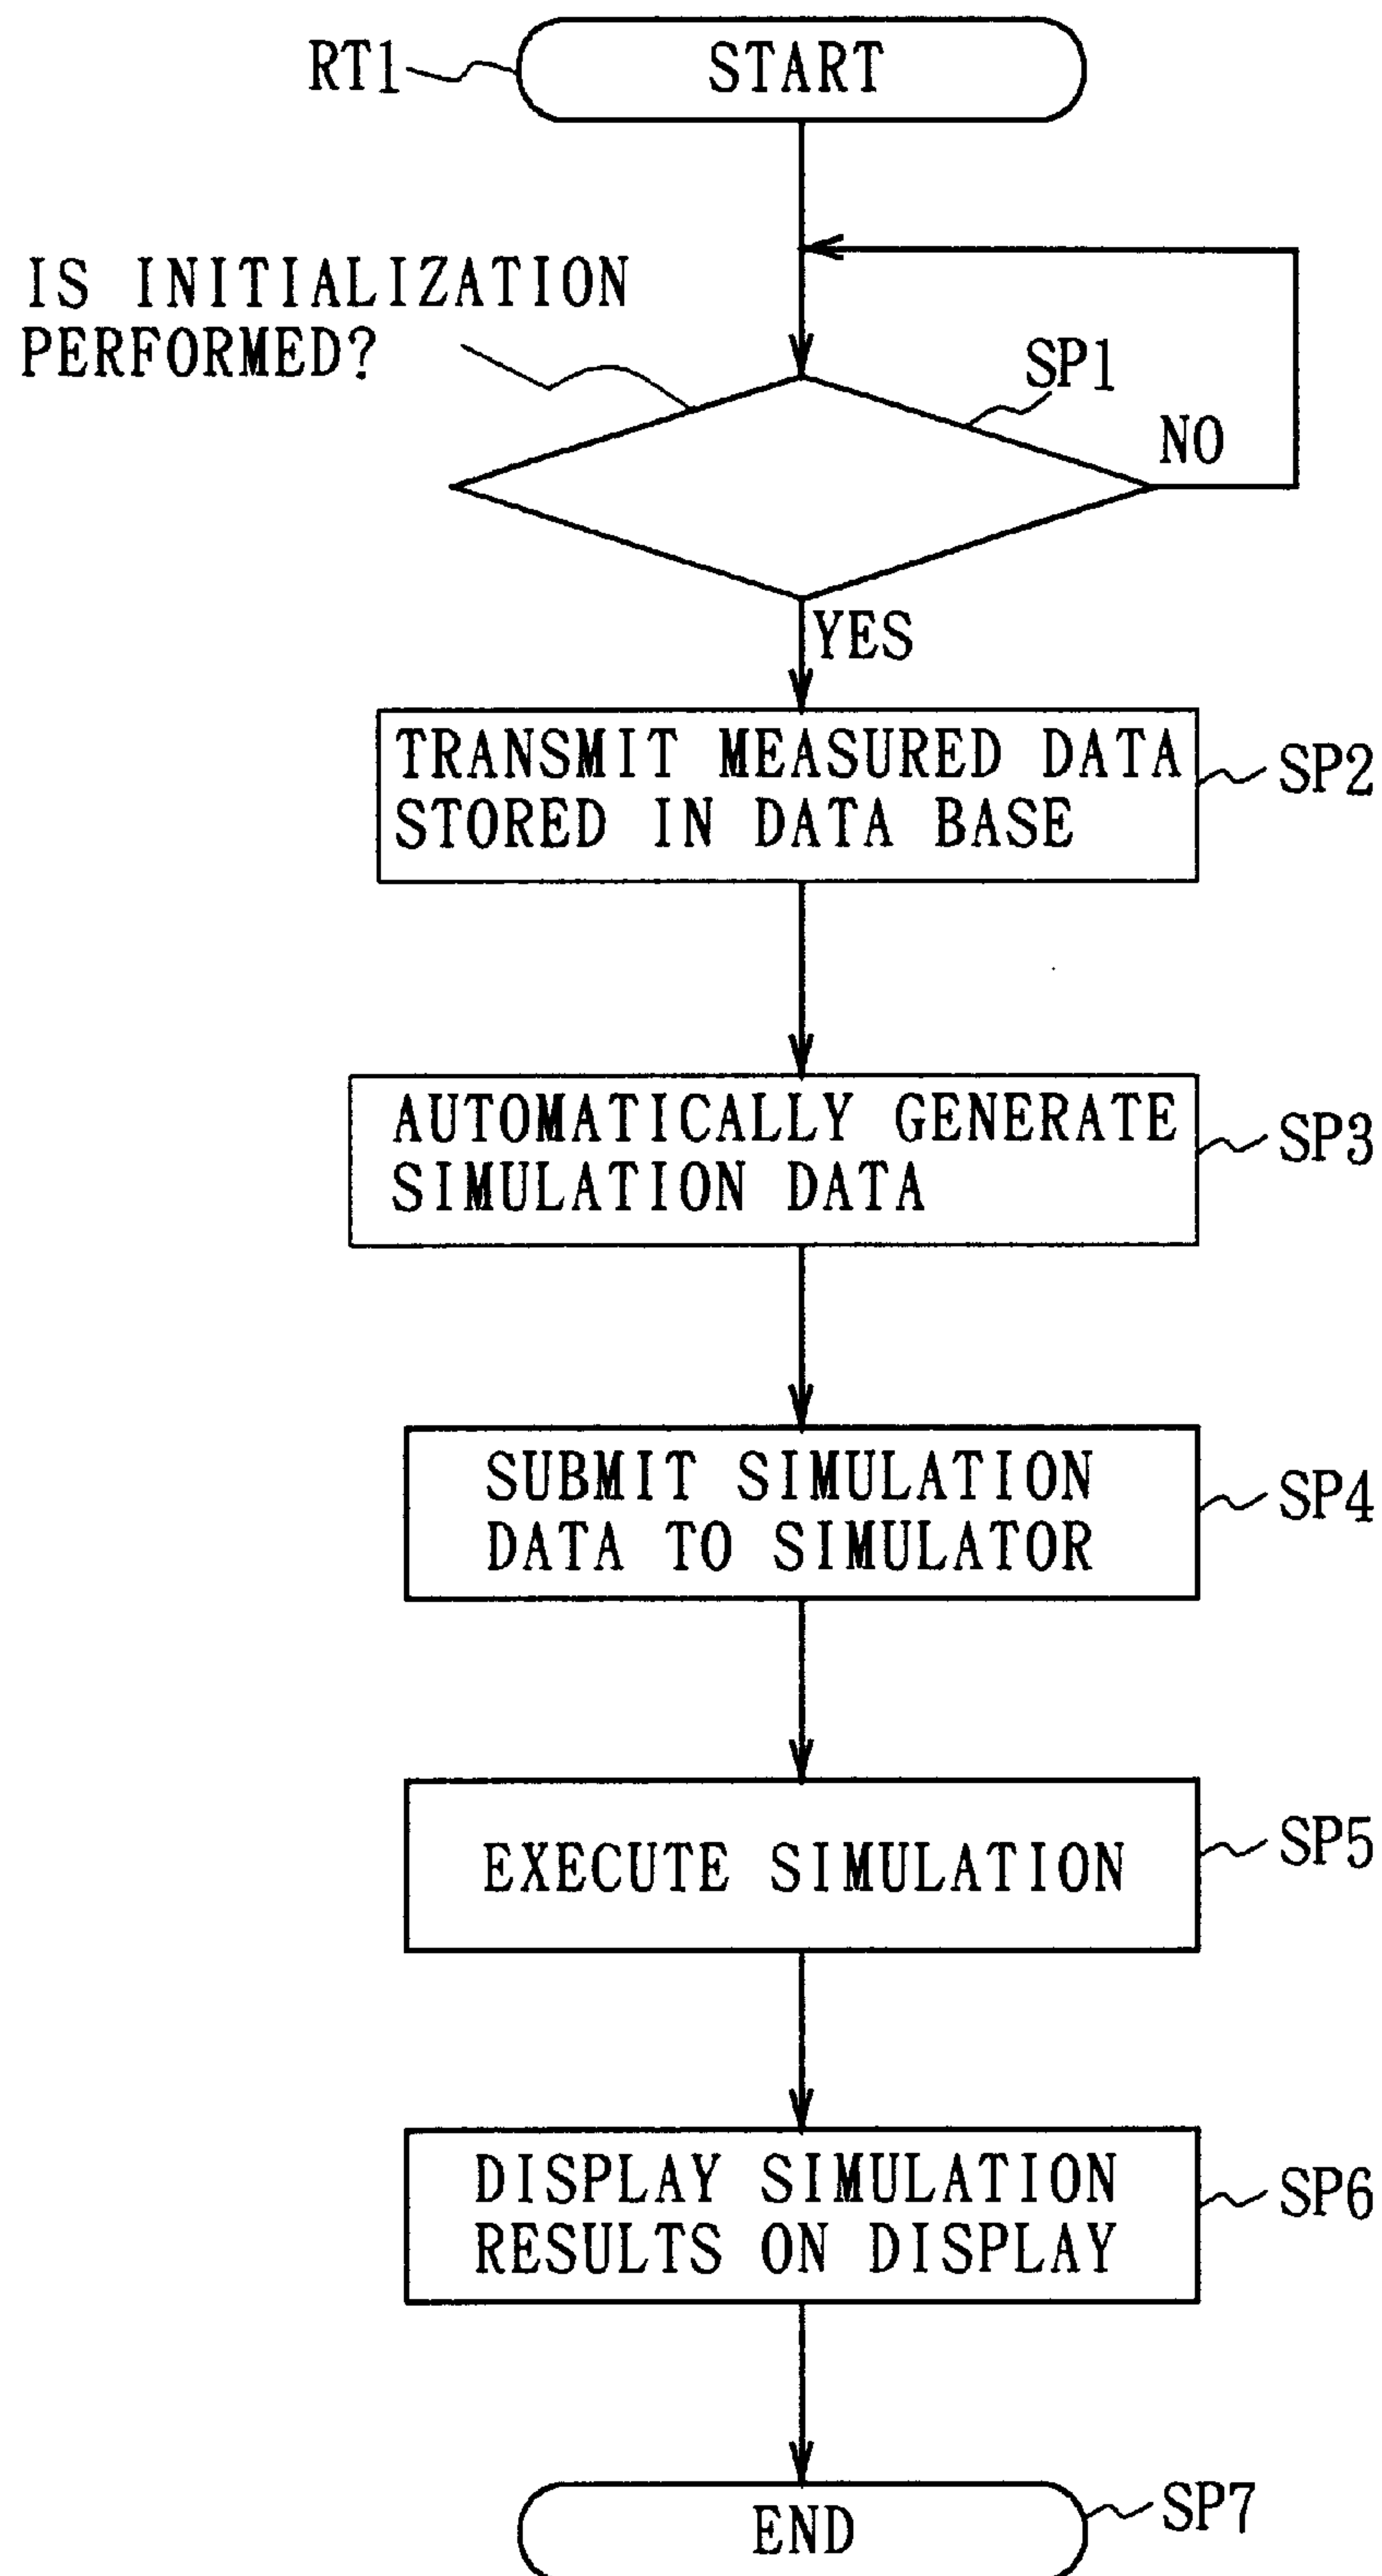 RT1
START
IS INITIALIZATION
PERFORMED?
SP1
NO
YES
TRANSMIT MEASURED DATA
STORED IN DATA BASE
SP2
AUTOMATICALLY GENERATE
SIMULATION DATA
SP3
SUBMIT SIMULATION
DATA TO SIMULATOR
SP4
EXECUTE SIMULATION
SP5
DISPLAY SIMULATION
RESULTS ON DISPLAY
SP6
END
SP7